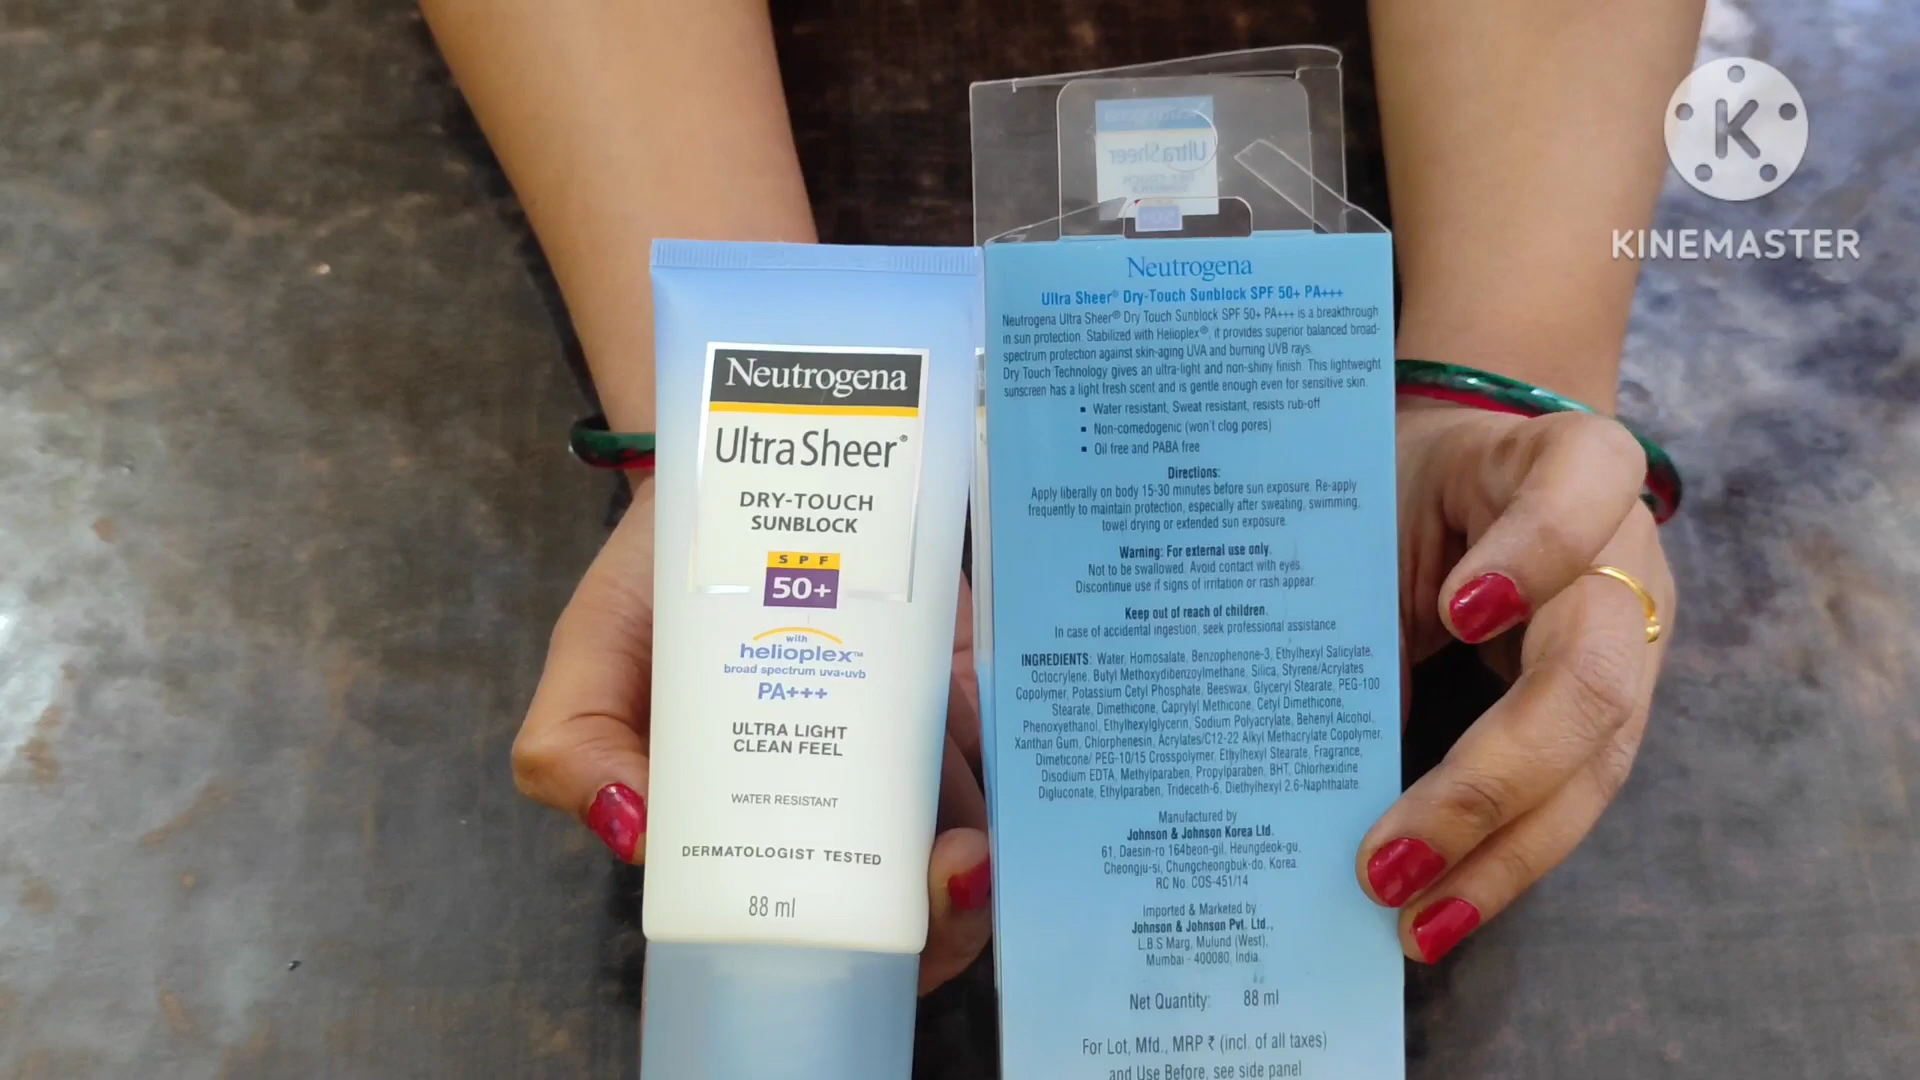 Neutrogena
Ultra Sheer®
DRY-TOUCH
SUNBLOCK
SPF
50+
with
helioplex™
broad spectrum uva•uvb
PA+++
ULTRA LIGHT
CLEAN FEEL
WATER RESISTANT
DERMATOLOGIST TESTED
88 ml
Neutrogena
Ultra Sheer® Dry-Touch Sunblock SPF 50+ PA+++
Neutrogena Ultra Sheer® Dry Touch Sunblock SPF 50+ PA+++ is a breakthrough
in sun protection. Stabilized with Helioplex®, it provides superior balanced broad-
spectrum protection against skin-aging UVA and burning UVB rays.
Dry Touch Technology gives an ultra-light and non-shiny finish. This lightweight
sunscreen has a light fresh scent and is gentle enough even for sensitive skin.
▪ Water resistant, Sweat resistant, resists rub-off
▪ Non-comedogenic (won't clog pores)
▪ Oil free and PABA free
Directions:
Apply liberally on body 15-30 minutes before sun exposure. Re-apply
frequently to maintain protection, especially after sweating, swimming,
towel drying or extended sun exposure.
Warning: For external use only.
Not to be swallowed. Avoid contact with eyes.
Discontinue use if signs of irritation or rash appear.
Keep out of reach of children.
In case of accidental ingestion, seek professional assistance.
INGREDIENTS: Water, Homosalate, Benzophenone-3, Ethylhexyl Salicylate,
Octocrylene, Butyl Methoxydibenzoylmethane, Silica, Styrene/Acrylates
Copolymer, Potassium Cetyl Phosphate, Beeswax, Glyceryl Stearate, PEG-100
Stearate, Dimethicone, Caprylyl Methicone, Cetyl Dimethicone,
Phenoxyethanol, Ethylhexylglycerin, Sodium Polyacrylate, Behenyl Alcohol,
Xanthan Gum, Chlorphenesin, Acrylates/C12-22 Alkyl Methacrylate Copolymer,
Dimeticone/ PEG-10/15 Crosspolymer, Ethylhexyl Stearate, Fragrance,
Disodium EDTA, Methylparaben, Propylparaben, BHT, Chlorhexidine
Digluconate, Ethylparaben, Trideceth-6, Diethylhexyl 2,6-Naphthalate.
Manufactured by
Johnson & Johnson Korea Ltd.
61, Daesin-ro 164beon-gil, Heungdeok-gu,
Cheongju-si, Chungcheongbuk-do, Korea.
RC No. COS-451/14
Imported & Marketed by
Johnson & Johnson Pvt. Ltd.,
L.B.S Marg, Mulund (West),
Mumbai - 400080, India.
Net Quantity: 88 ml
For Lot, Mfd., MRP ₹ (incl. of all taxes)
and Use Before, see side panel
K
KINEMASTER